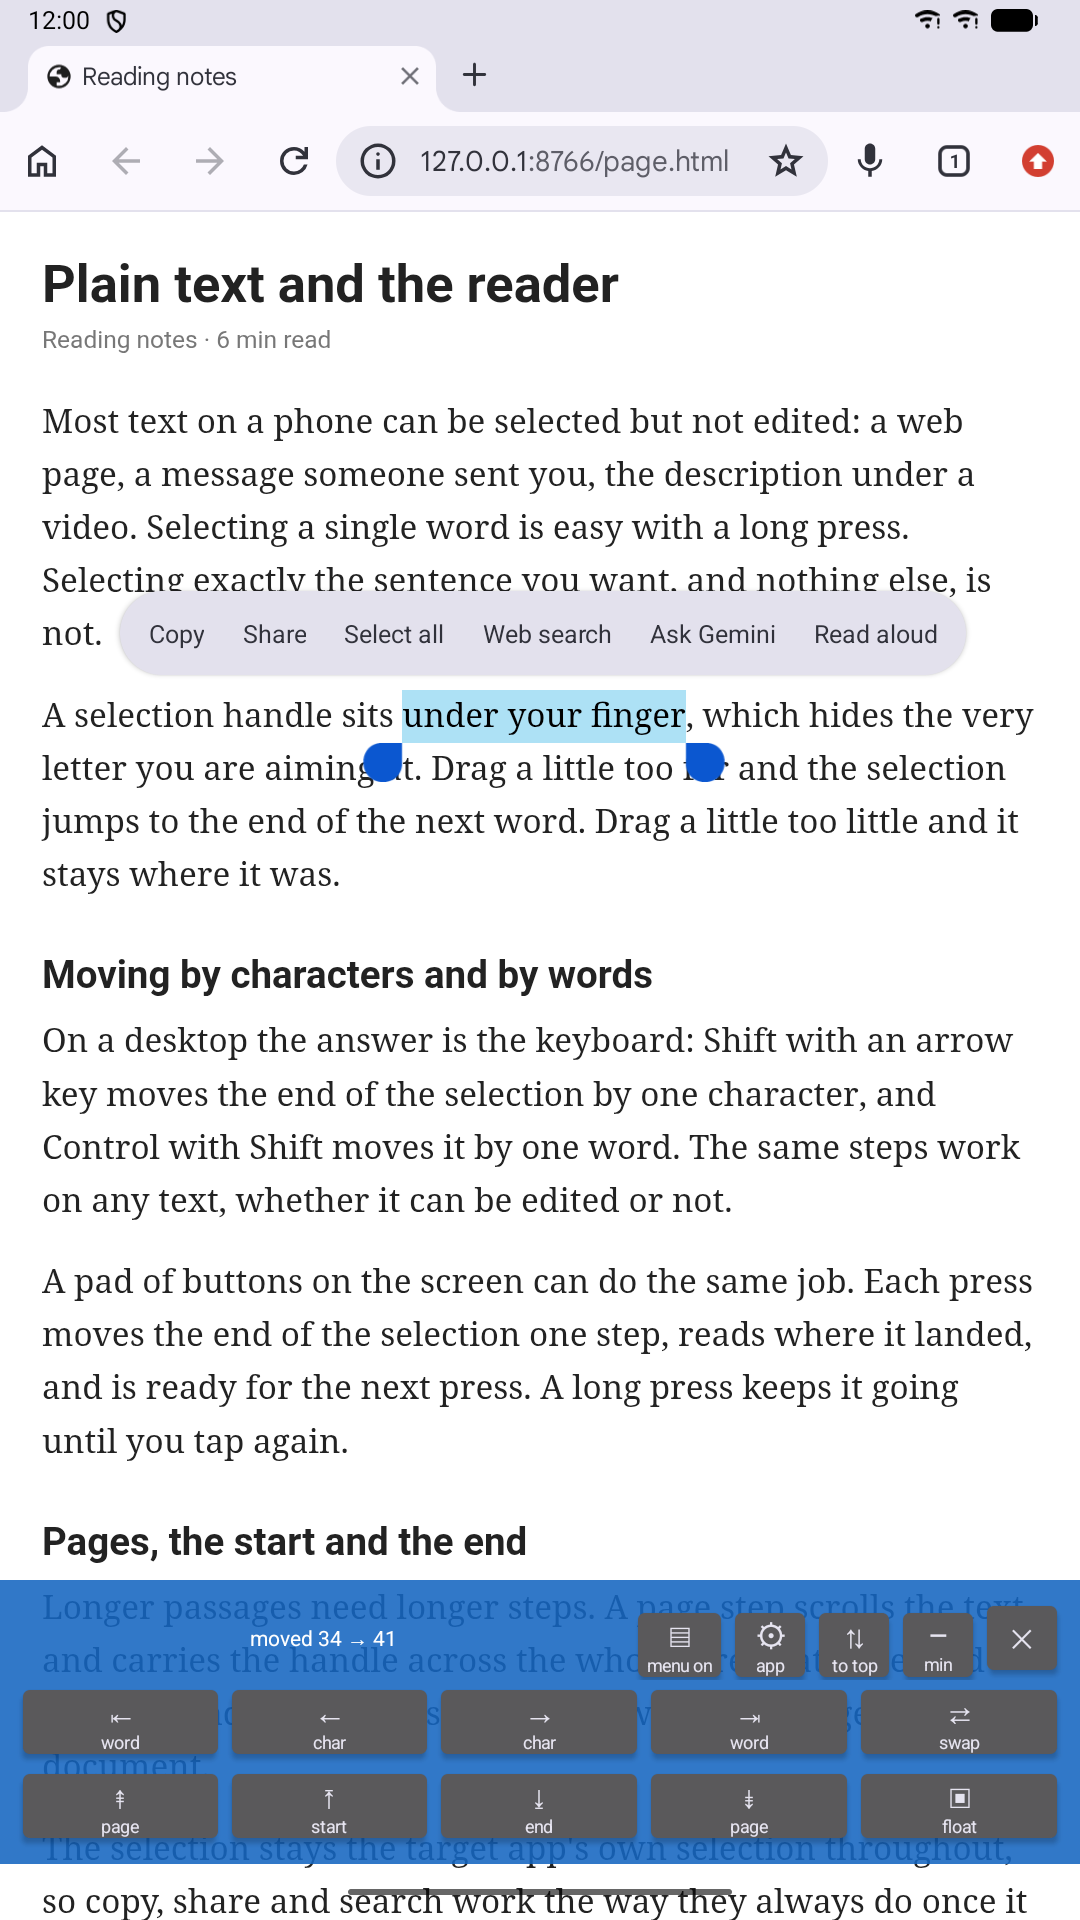 12:00
Reading notes
127.0.0.1:8766/page.html
1
Plain text and the reader
Reading notes · 6 min read
Most text on a phone can be selected but not edited: a web
page, a message someone sent you, the description under a
video. Selecting a single word is easy with a long press.
Selecting exactly the sentence you want, and nothing else, is
not.
Copy Share Select all Web search Ask Gemini Read aloud
A selection handle sits under your finger, which hides the very
letter you are aiming t. Drag a little too and the selection
jumps to the end of the next word. Drag a little too little and it
stays where it was.
Moving by characters and by words
On a desktop the answer is the keyboard: Shift with an arrow
key moves the end of the selection by one character, and
Control with Shift moves it by one word. The same steps work
on any text, whether it can be edited or not.
A pad of buttons on the screen can do the same job. Each press
moves the end of the selection one step, reads where it landed,
and is ready for the next press. A long press keeps it going
until you tap again.
Pages, the start and the end
Longer passages need longer steps. A page step scrolls the text
moved 34 → 41
menu on app to top min
and carries the handle across the
word char char word swap
document.
page start end page float
The selection stays the target app's own selection throughout,
so copy, share and search work the way they always do once it